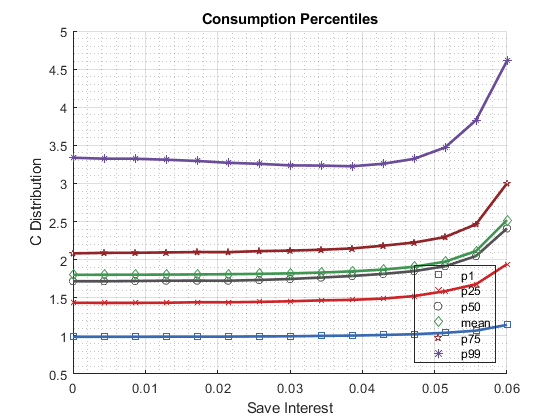 Consumption Percentiles
5
4.5
4
3.5
3
2.5
2
1.5
1
0.5
C Distribution
p1
p25
p50
mean
p75
p99
0 0.01 0.02 0.03 0.04 0.05 0.06
Save Interest